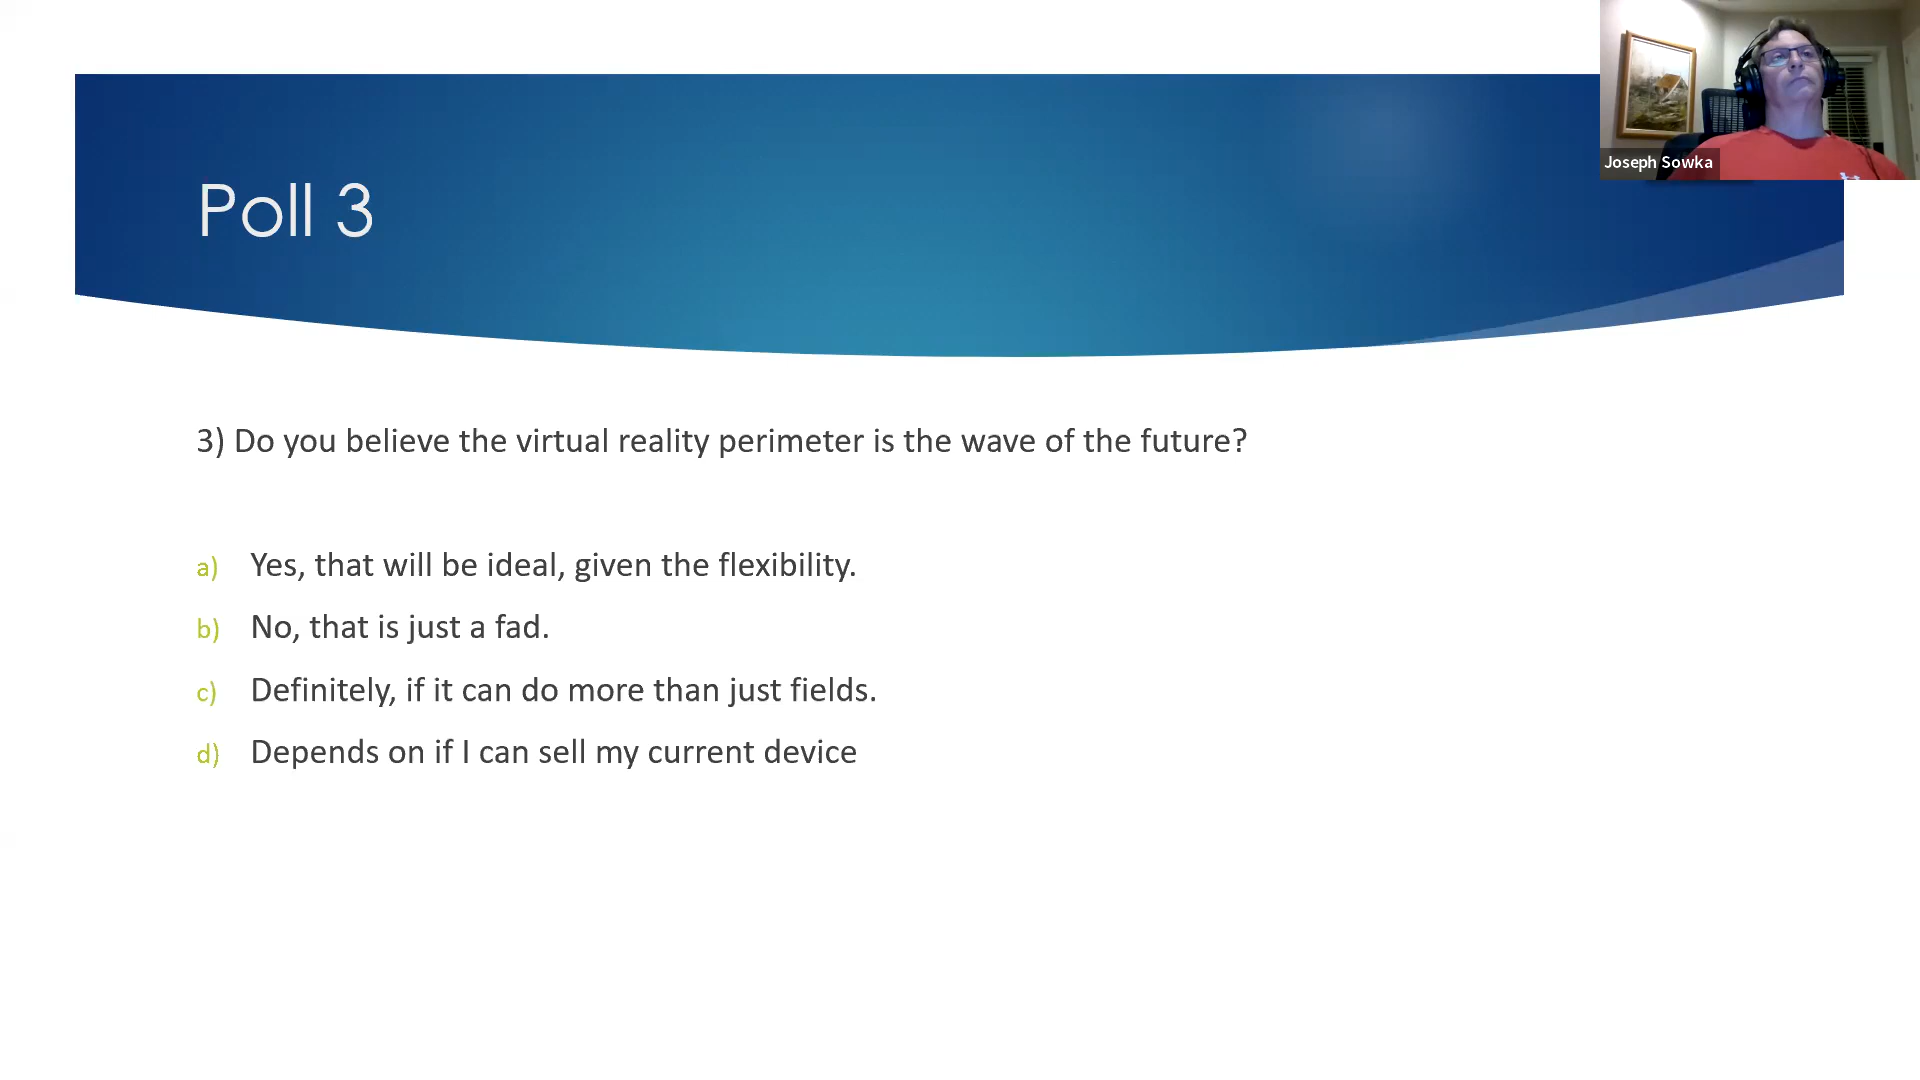 Joseph Sowka
Poll 3
3) Do you believe the virtual reality perimeter is the wave of the future?
a) Yes, that will be ideal, given the flexibility.
b) No, that is just a fad.
c) Definitely, if it can do more than just fields.
d) Depends on if I can sell my current device